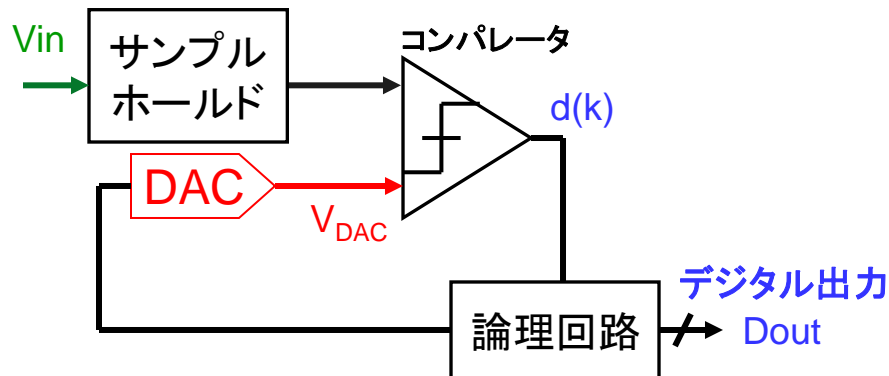 Vin
サンプル
ホールド
コンパレータ
d(k)
DAC
VDAC
論理回路
デジタル出力
Dout